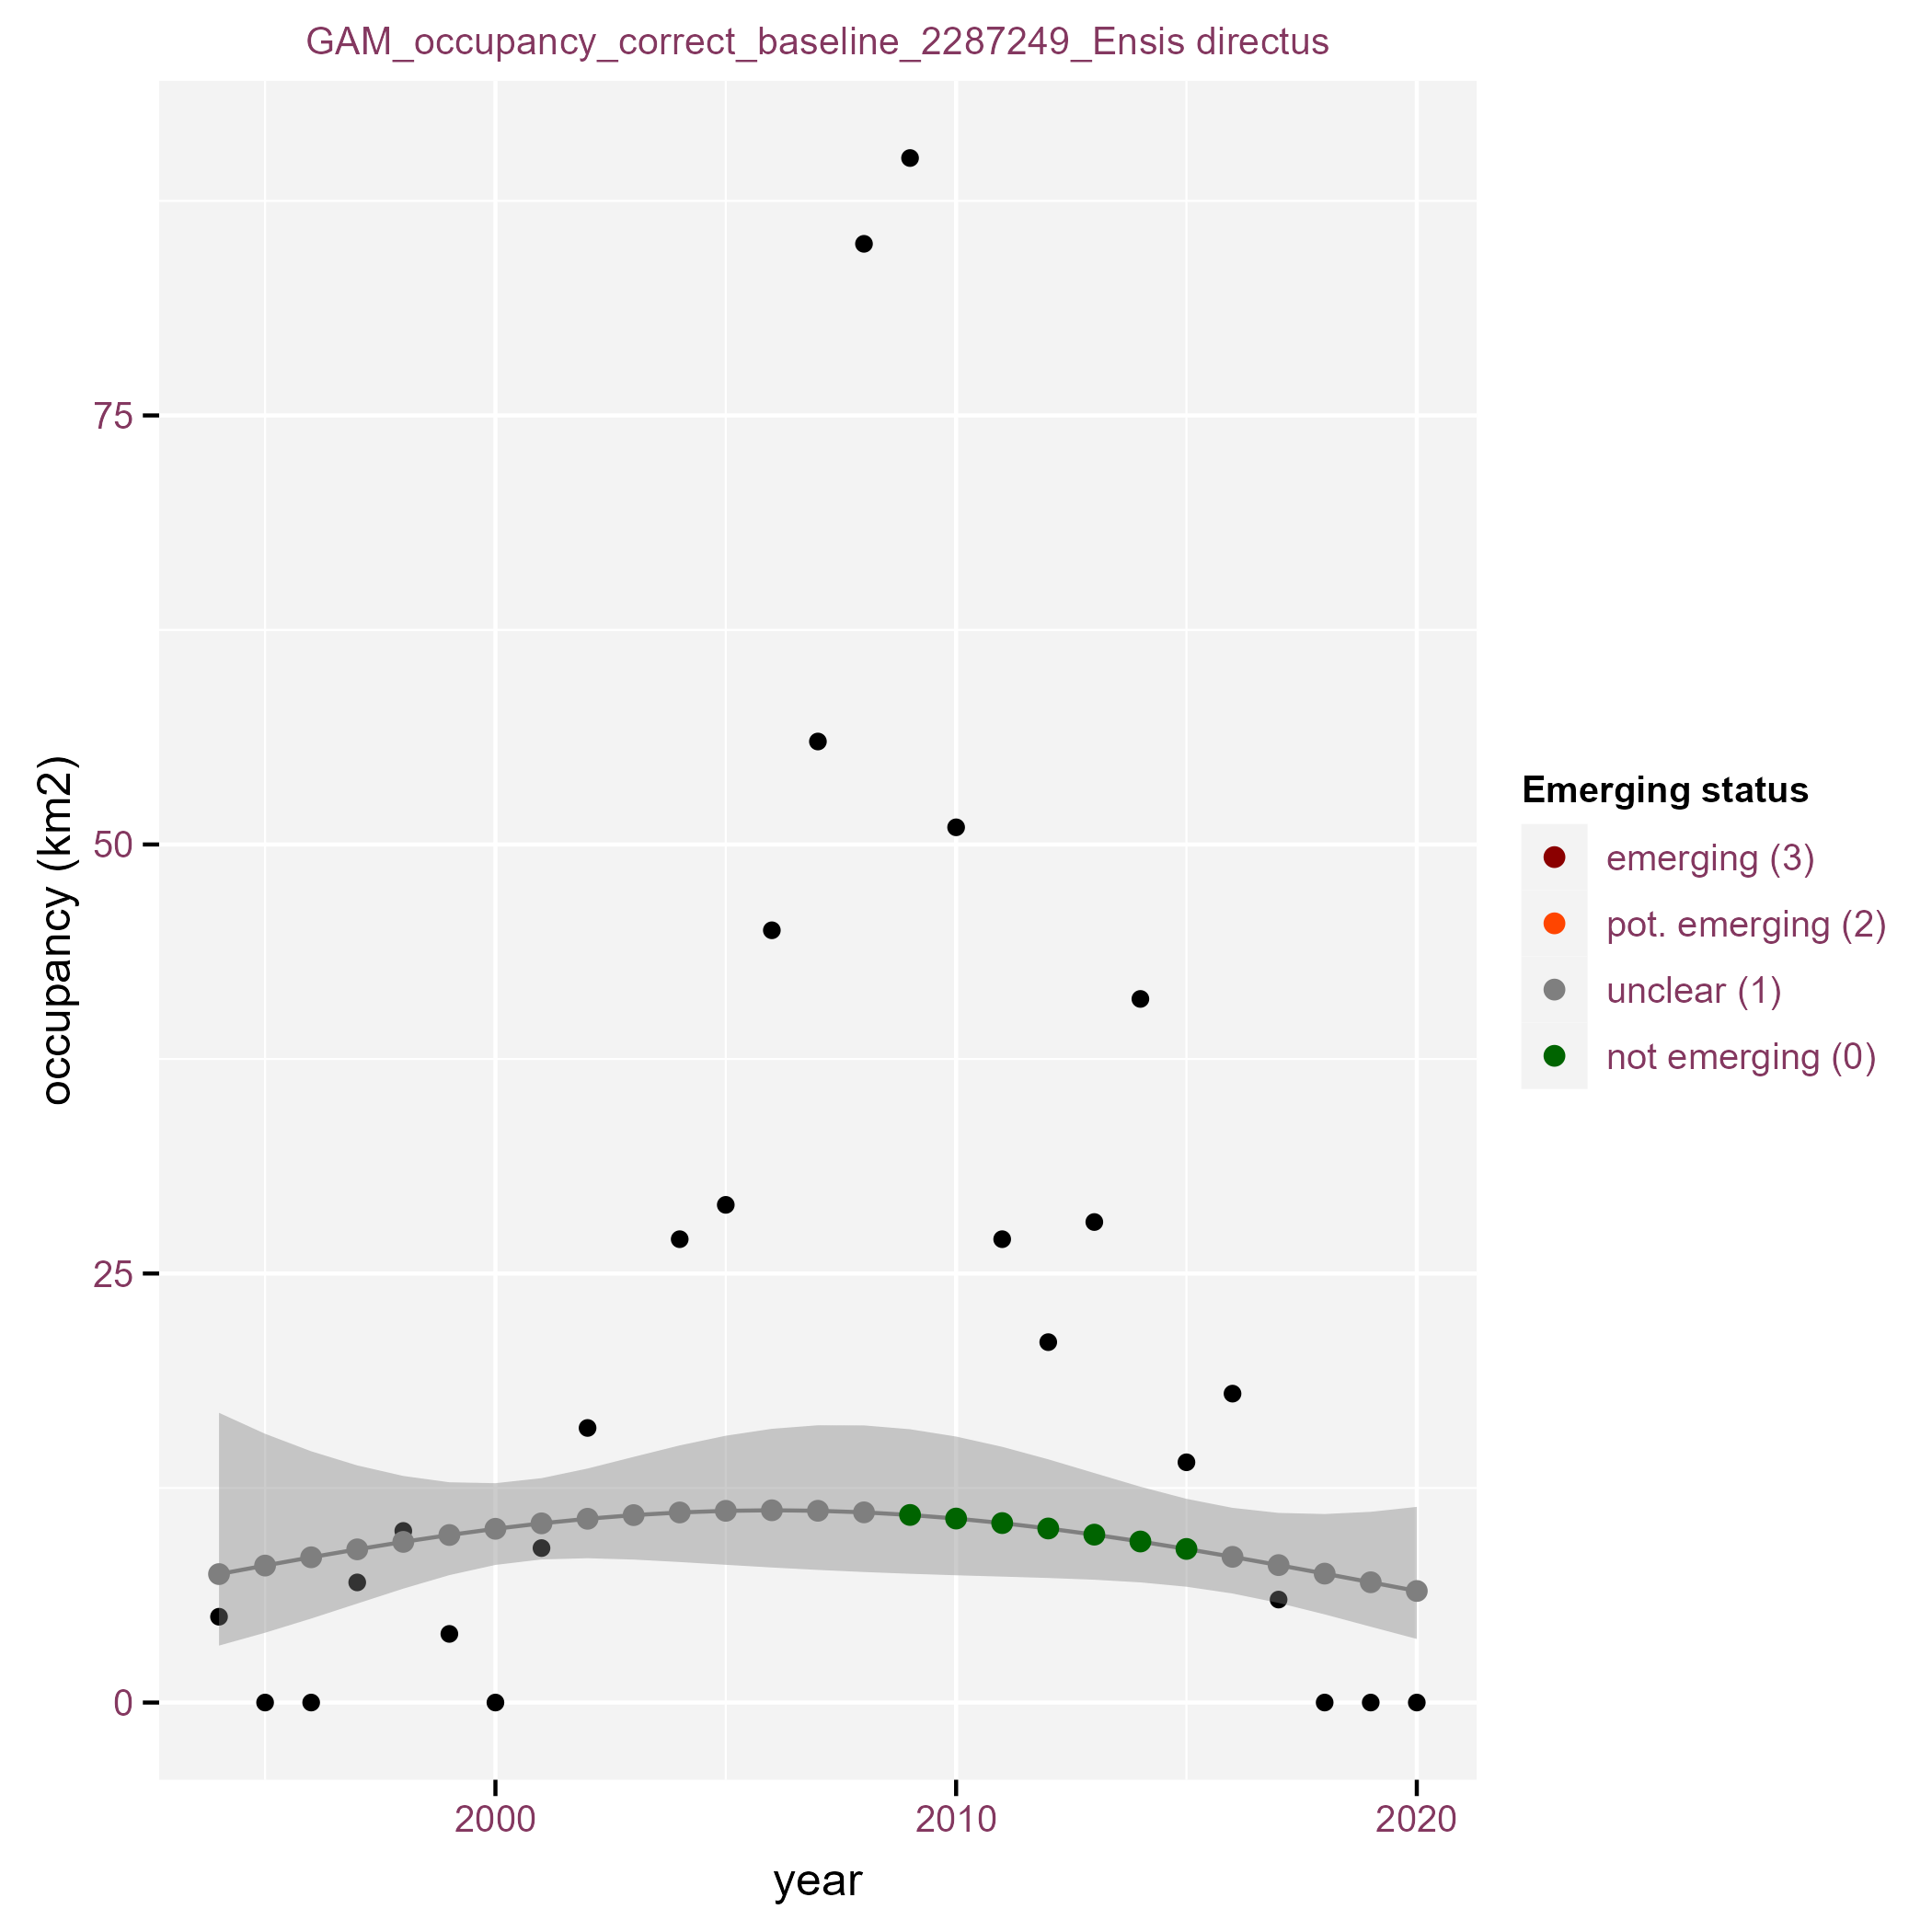 GAM_occupancy_correct_baseline_2287249_Ensis directus
75
50
25
0
occupancy (km2)
2000
2010
2020
year
Emerging status
emerging (3)
pot. emerging (2)
unclear (1)
not emerging (0)